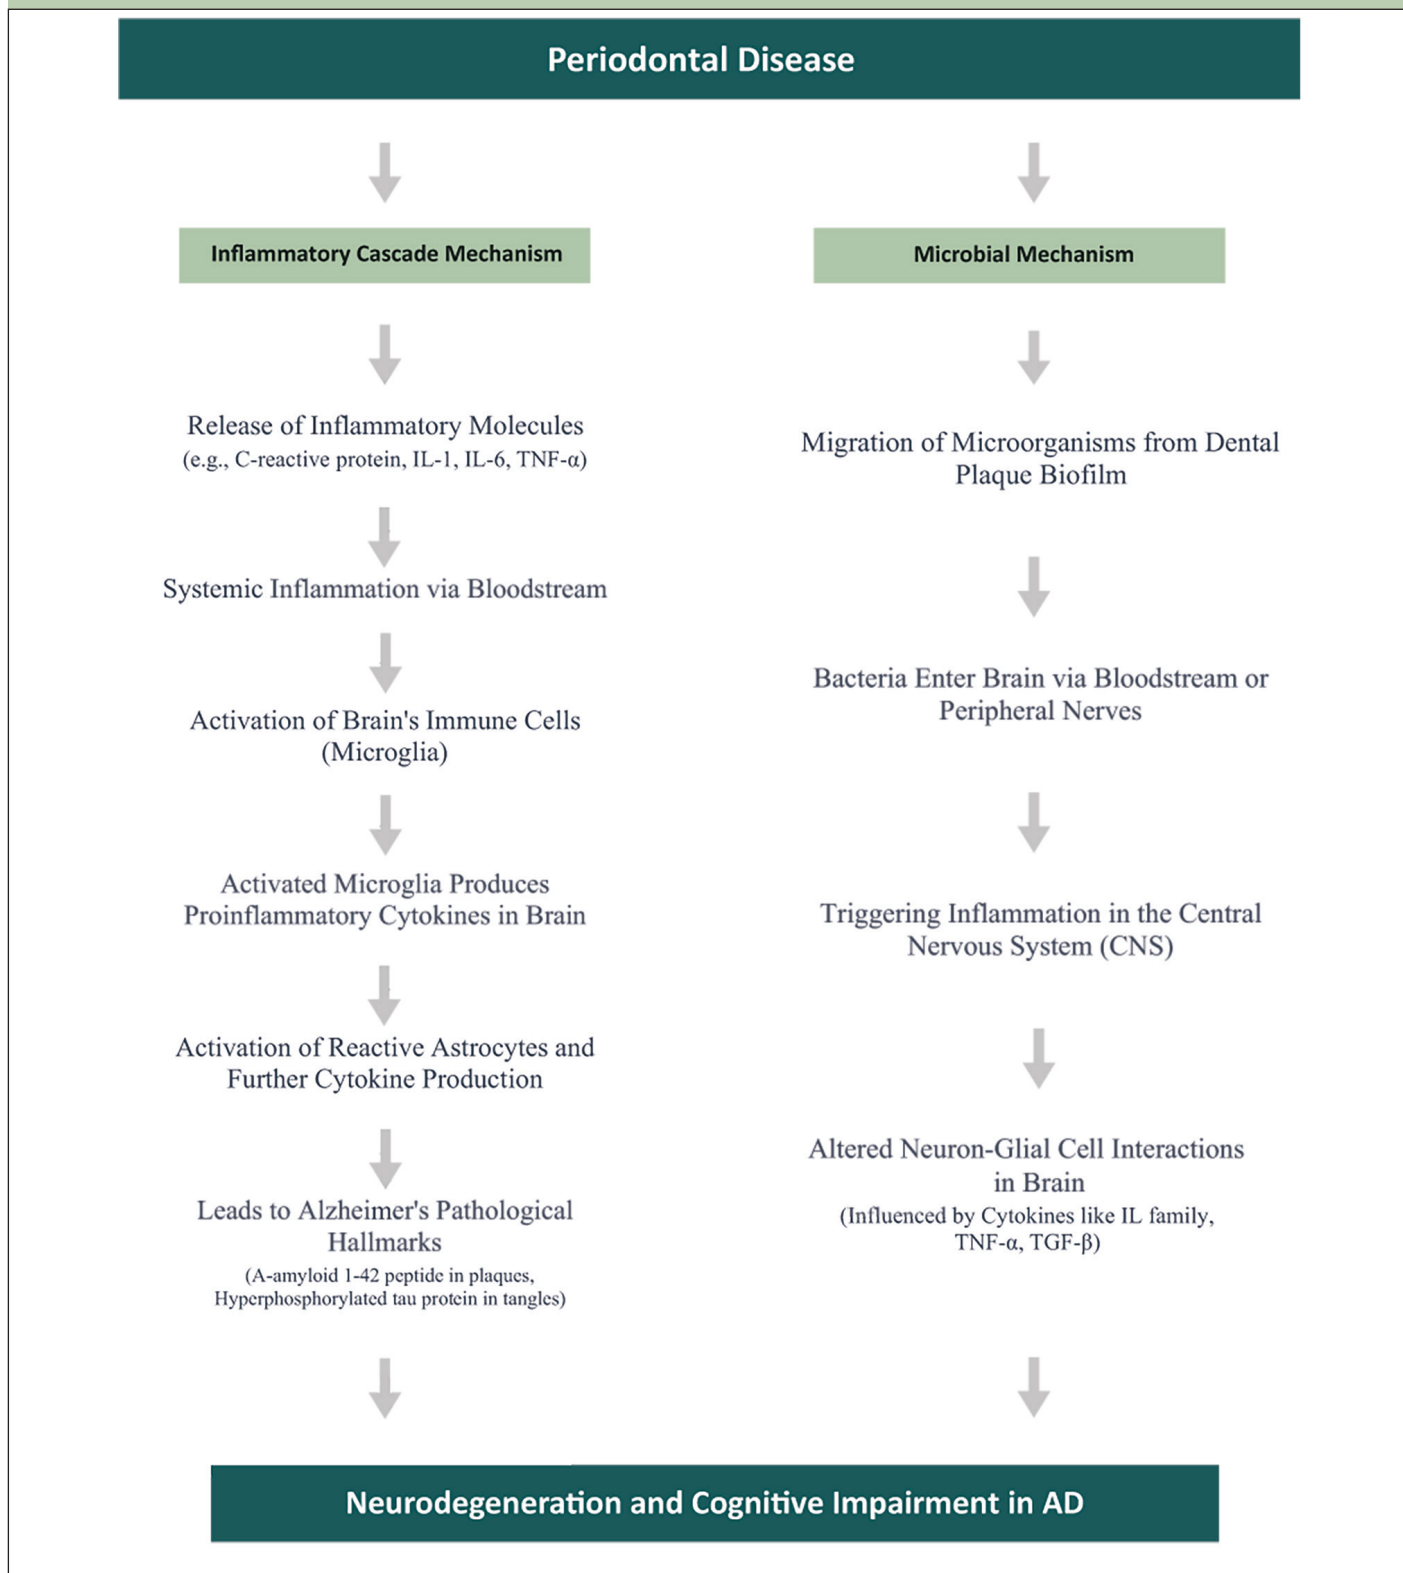 Periodontal Disease
Inflammatory Cascade Mechanism
Release of Inflammatory Molecules
(e.g., C-reactive protein, IL-1, IL-6, TNF-α)
Systemic Inflammation via Bloodstream
Activation of Brain's Immune Cells
(Microglia)
Activated Microglia Produces
Proinflammatory Cytokines in Brain
Activation of Reactive Astrocytes and
Further Cytokine Production
Leads to Alzheimer's Pathological
Hallmarks
(A-amyloid 1-42 peptide in plaques,
Hyperphosphorylated tau protein in tangles)
Microbial Mechanism
Migration of Microorganisms from Dental
Plaque Biofilm
Bacteria Enter Brain via Bloodstream or
Peripheral Nerves
Triggering Inflammation in the Central
Nervous System (CNS)
Altered Neuron-Glial Cell Interactions
in Brain
(Influenced by Cytokines like IL family,
TNF-α, TGF-β)
Neurodegeneration and Cognitive Impairment in AD